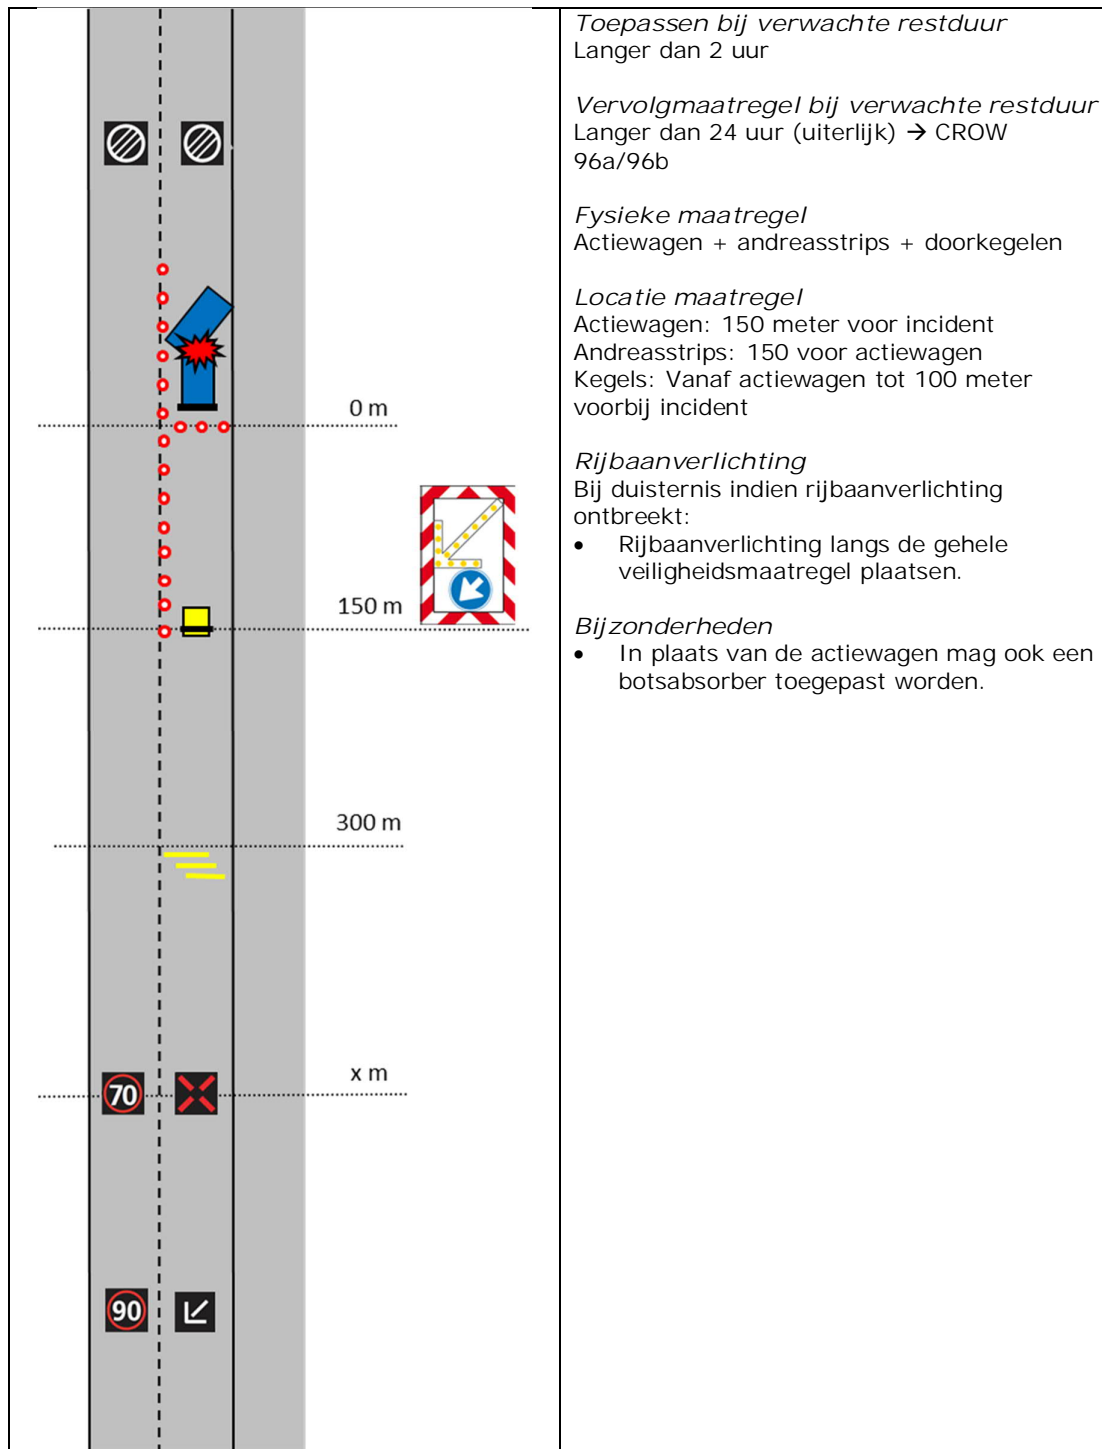 0 m
150 m
300 m
x m
70
90
Toepassen bij verwachte restduur
Langer dan 2 uur
Vervolgmaatregel bij verwachte restduur
Langer dan 24 uur (uiterlijk) → CROW
96a/96b
Fysieke maatregel
Actiewagen + andreasstrips + doorkegelen
Locatie maatregel
Actiewagen: 150 meter voor incident
Andreasstrips: 150 voor actiewagen
Kegels: Vanaf actiewagen tot 100 meter
voorbij incident
Rijbaanverlichting
Bij duisternis indien rijbaanverlichting
ontbreekt:
• Rijbaanverlichting langs de gehele
veiligheidsmaatregel plaatsen.
Bijzonderheden
• In plaats van de actiewagen mag ook een
botsabsorber toegepast worden.